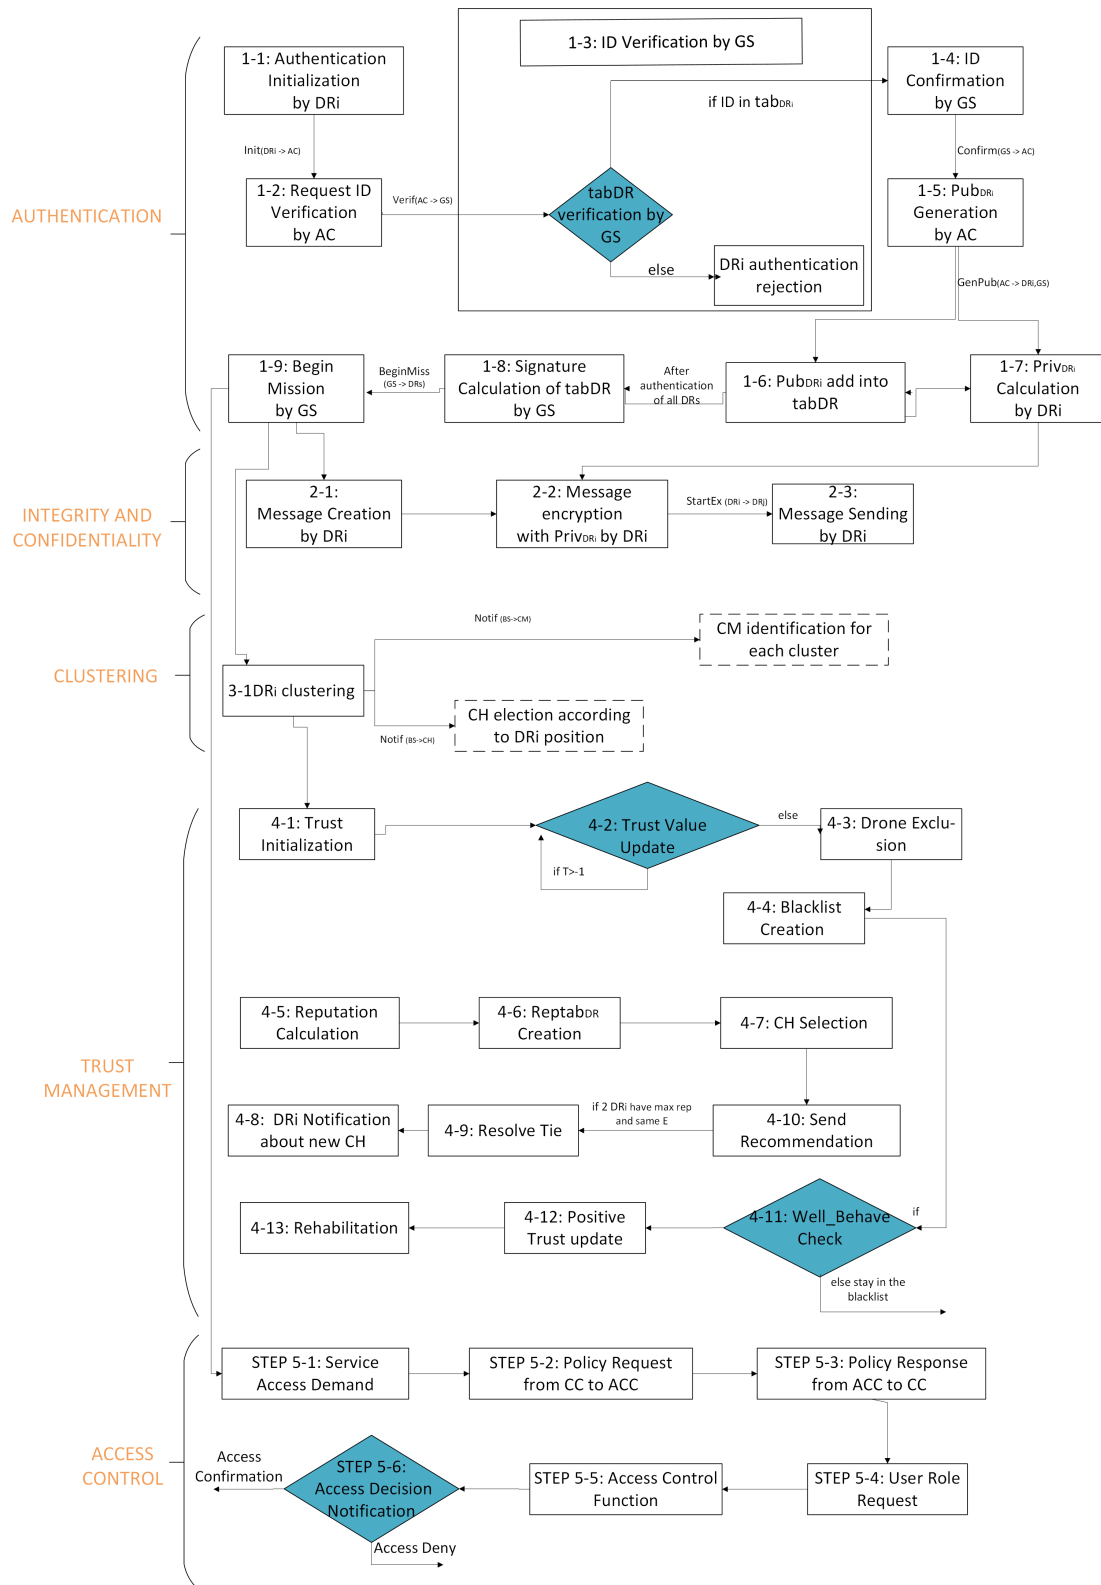 1-3: ID Verification by GS
1-1: Authentication
Initialization
by DRi
1-4: ID
Confirmation
by GS
if ID in tabDRi
Init(DRi -> AC)
Confirm(GS -> AC)
1-2: Request ID
Verification
by AC
Verif(AC -> GS)
tabDR
verification by
GS
1-5: PubDRi
Generation
by AC
AUTHENTICATION
else
DRi authentication
rejection
GenPub(AC -> DRi,GS)
1-9: Begin
Mission
by GS
BeginMiss
(GS -> DRs)
1-8: Signature
Calculation of tabDR
by GS
After
authentication
of all DRs
1-6: PubDRi add into
tabDR
1-7: PrivDRi
Calculation
by DRi
INTEGRITY AND
CONFIDENTIALITY
2-1:
Message Creation
by DRi
2-2: Message
encryption
with PrivDRi by DRi
StartEx (DRi -> DRj)
2-3:
Message Sending
by DRi
Notif (BS->CM)
CM identification for
each cluster
CLUSTERING
3-1DRi clustering
CH election according
to DRi position
Notif (BS->CH)
4-1: Trust
Initialization
4-2: Trust Value
Update
else
4-3: Drone Exclu-
sion
if T>-1
4-4: Blacklist
Creation
4-5: Reputation
Calculation
4-6: ReptabDR
Creation
4-7: CH Selection
TRUST
MANAGEMENT
4-8: DRi Notification
about new CH
4-9: Resolve Tie
if 2 DRi have max rep
and same E
4-10: Send
Recommendation
4-13: Rehabilitation
4-12: Positive
Trust update
4-11: Well_Behave
Check
if
else stay in the
blacklist
STEP 5-1: Service
Access Demand
STEP 5-2: Policy Request
from CC to ACC
STEP 5-3: Policy Response
from ACC to CC
ACCESS
CONTROL
Access
Confirmation
STEP 5-6:
Access Decision
Notification
STEP 5-5: Access Control
Function
STEP 5-4: User Role
Request
Access Deny